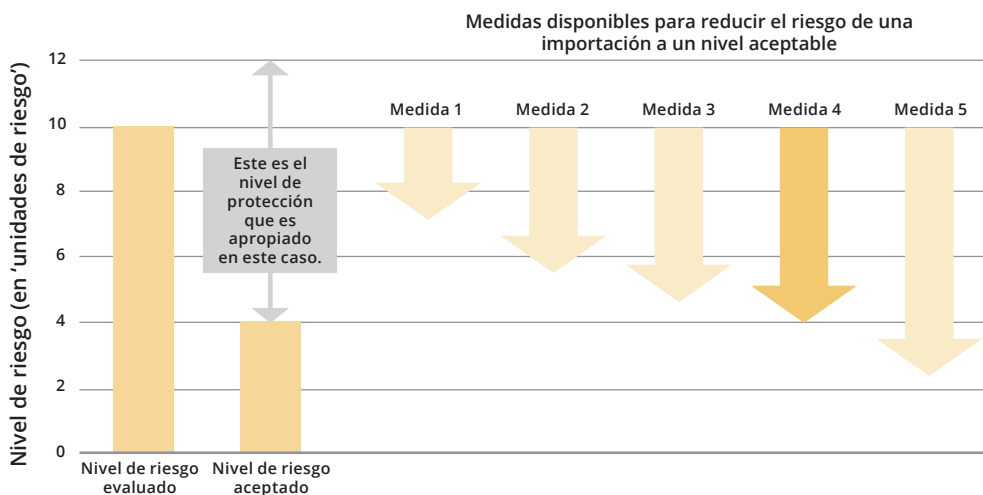 Medidas disponibles para reducir el riesgo de una
importación a un nivel aceptable
Nivel de riesgo (en ‘unidades de riesgo’)
12
10
8
6
4
2
0
Este es el
nivel de
protección
que es
apropiado
en este caso.
Medida 1
Medida 2
Medida 3
Medida 4
Medida 5
Nivel de riesgo
evaluado
Nivel de riesgo
aceptado